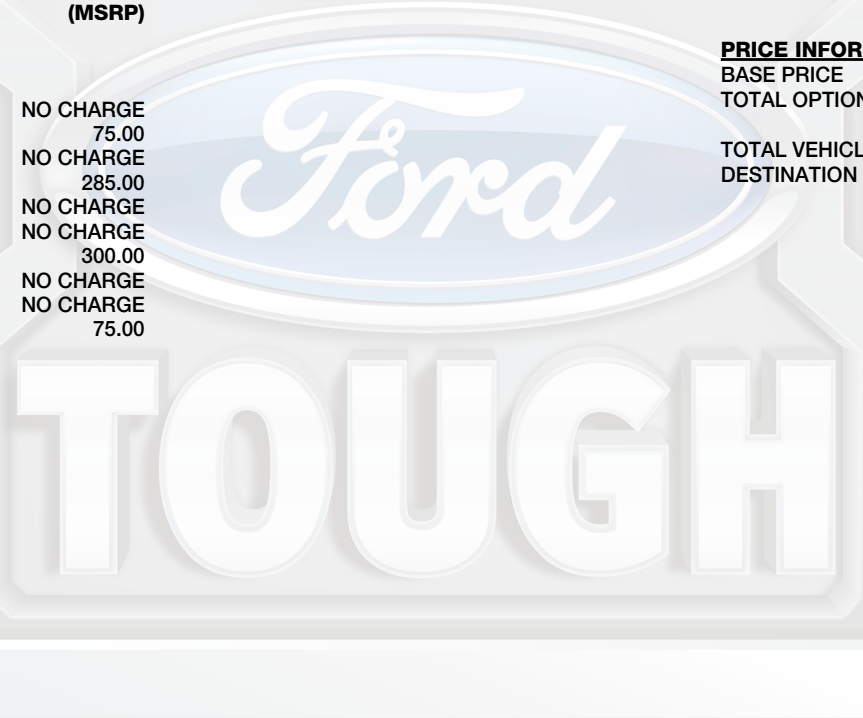 (MSRP)
NO CHARGE
75.00
NO CHARGE
285.00
NO CHARGE
NO CHARGE
300.00
NO CHARGE
NO CHARGE
75.00
PRICE INFOR
BASE PRICE
TOTAL OPTION
TOTAL VEHICL
DESTINATION
Ford
TOUGH